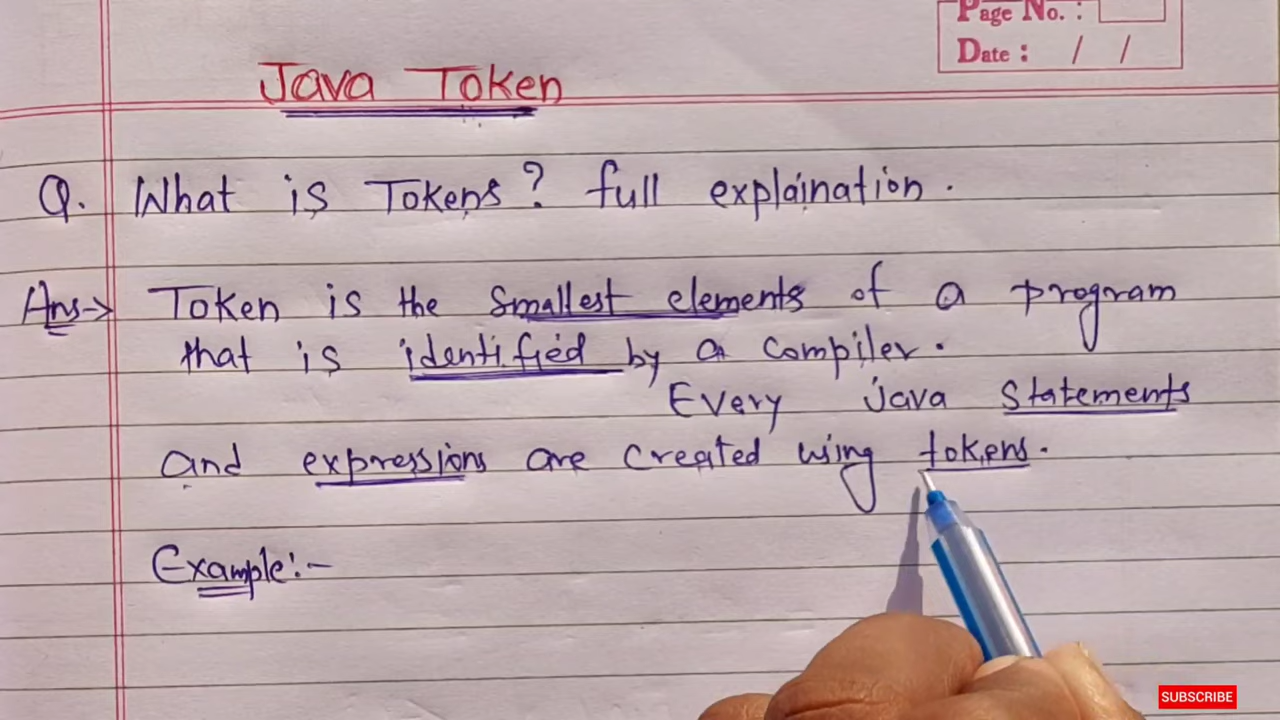 Page No. :
Date : / /
Java Token
Q. What is Tokens? full explaination.
Ans-> Token is the smallest elements of a program
that is identified by a compiler.
Every Java statements
and expressions are created using tokens.
Example:-
SUBSCRIBE